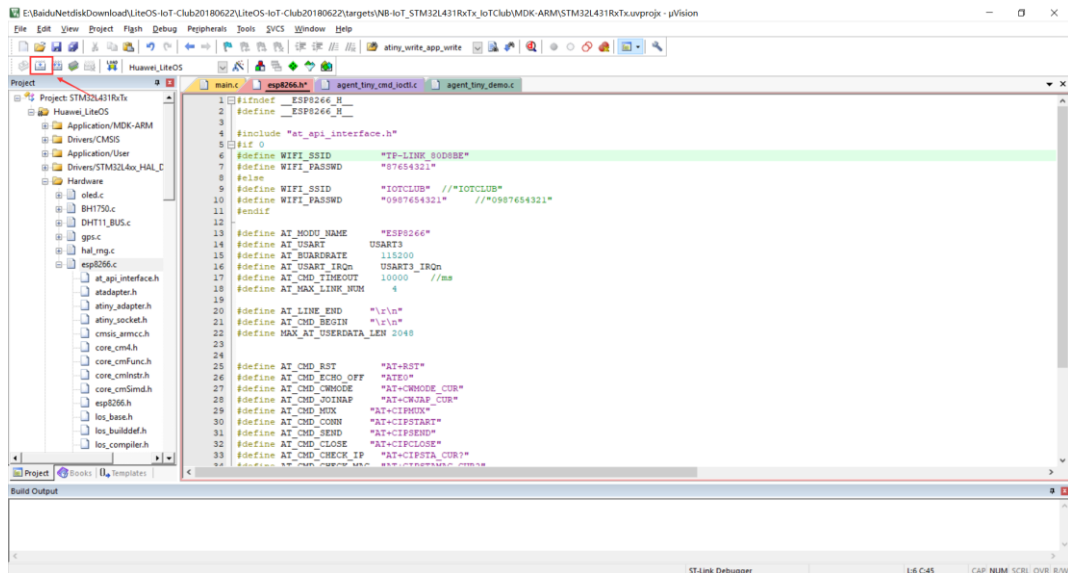 E:\BaiduNetdiskDownload\LiteOS-IoT-Club20180622\LiteOS-IoT-Club20180622\targets\NB-IoT_STM32L431RxTx_IoTClub\MDK-ARM\STM32L431RxTx.uvprojx - µVision
File Edit View Project Flash Debug Peripherals Tools SVCS Window Help
atiny_write_app_write
Huawei_LiteOS
Project
main.c esp8266.h* agent_tiny_cmd_ioctl.c agent_tiny_demo.c
Project: STM32L431RxTx
Huawei_LiteOS
Application/MDK-ARM
Drivers/CMSIS
Application/User
Drivers/STM32L4xx_HAL_D
Hardware
oled.c
BH1750.c
DHT11_BUS.c
gps.c
hal_rng.c
esp8266.c
at_api_interface.h
atadapter.h
atiny_adapter.h
atiny_socket.h
cmsis_armcc.h
core_cm4.h
core_cmFunc.h
core_cmInstr.h
core_cmSimd.h
esp8266.h
los_base.h
los_builddef.h
los_compiler.h
1 #ifndef __ESP8266_H__
2 #define __ESP8266_H__
3
4 #include "at_api_interface.h"
5 #if 0
6 #define WIFI_SSID "TP-LINK_80D8BE"
7 #define WIFI_PASSWD "87654321"
8 #else
9 #define WIFI_SSID "IOTCLUB" //"IOTCLUB"
10 #define WIFI_PASSWD "0987654321" //"0987654321"
11 #endif
12
13 #define AT_MODU_NAME "ESP8266"
14 #define AT_USART USART3
15 #define AT_BUARDRATE 115200
16 #define AT_USART_IRQn USART3_IRQn
17 #define AT_CMD_TIMEOUT 10000 //ms
18 #define AT_MAX_LINK_NUM 4
19
20 #define AT_LINE_END "\r\n"
21 #define AT_CMD_BEGIN "\r\n"
22 #define MAX_AT_USERDATA_LEN 2048
23
24
25 #define AT_CMD_RST "AT+RST"
26 #define AT_CMD_ECHO_OFF "ATE0"
27 #define AT_CMD_CWMODE "AT+CWMODE_CUR"
28 #define AT_CMD_JOINAP "AT+CWJAP_CUR"
29 #define AT_CMD_MUX "AT+CIPMUX"
30 #define AT_CMD_CONN "AT+CIPSTART"
31 #define AT_CMD_SEND "AT+CIPSEND"
32 #define AT_CMD_CLOSE "AT+CIPCLOSE"
33 #define AT_CMD_CHECK_IP "AT+CIPSTA_CUR?"
34 #define AT_CMD_CHECK_MAC "AT+CIPSTAMAC_CUR?"
Project Books Templates
Build Output
ST-Link Debugger L:6 C:45 CAP NUM SCRL OVR R/W